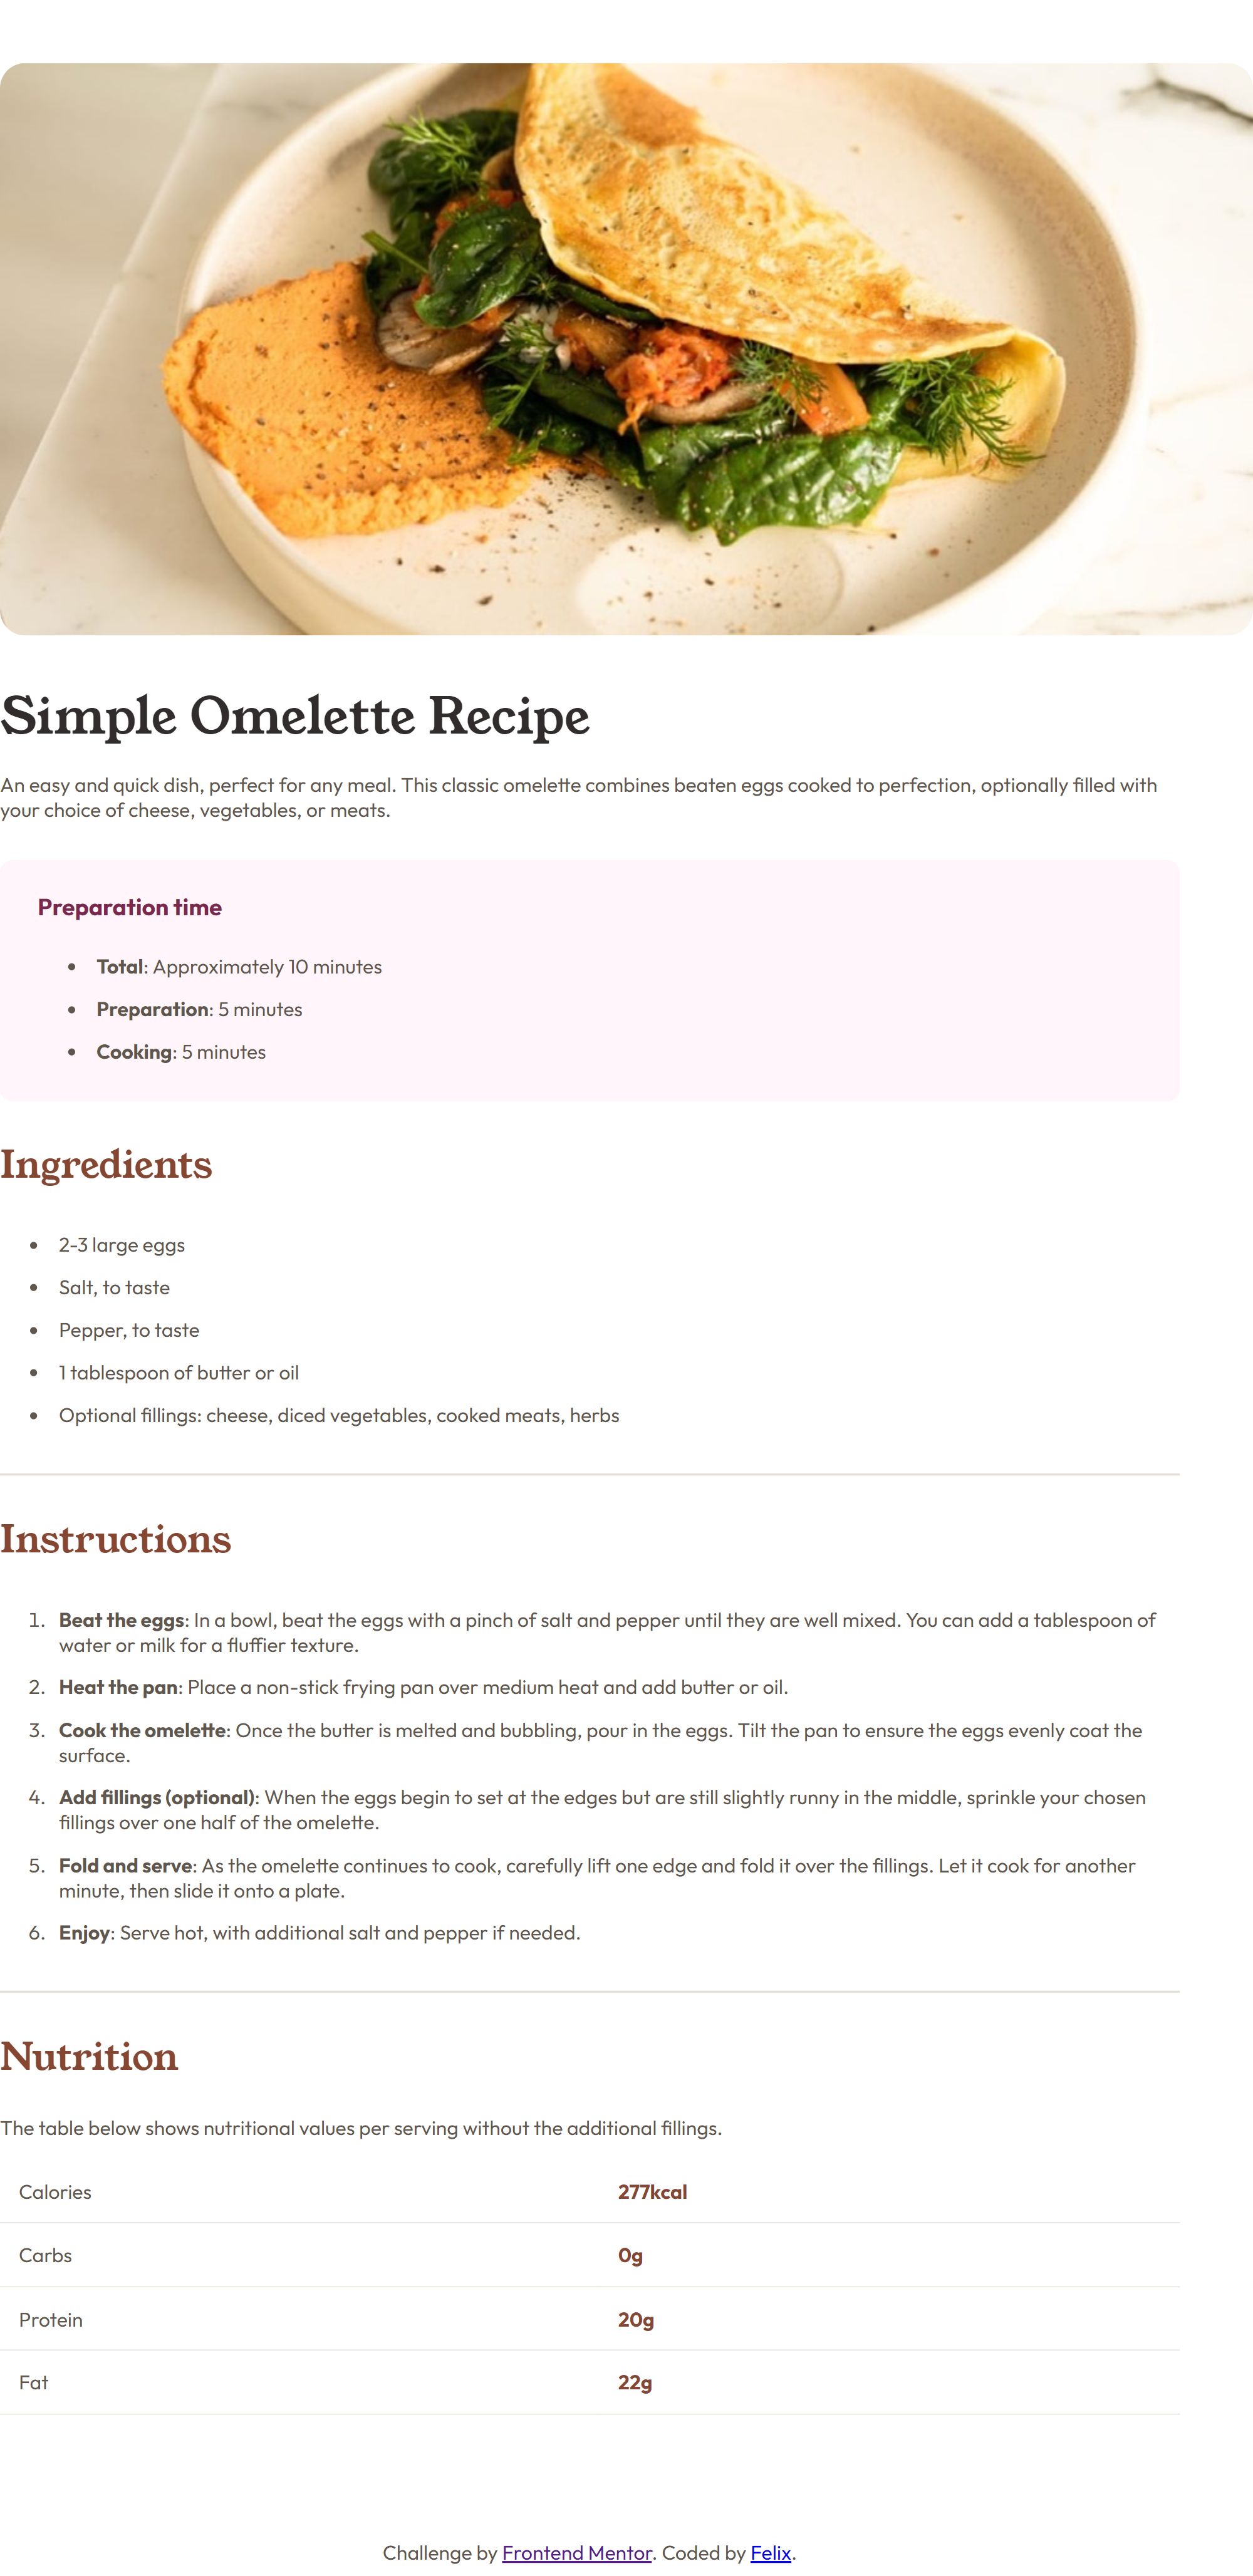 Simple Omelette Recipe
An easy and quick dish, perfect for any meal. This classic omelette combines beaten eggs cooked to perfection, optionally filled with
your choice of cheese, vegetables, or meats.
Preparation time
• Total: Approximately 10 minutes
• Preparation: 5 minutes
• Cooking: 5 minutes
Ingredients
• 2-3 large eggs
• Salt, to taste
• Pepper, to taste
• 1 tablespoon of butter or oil
• Optional fillings: cheese, diced vegetables, cooked meats, herbs
Instructions
1. Beat the eggs: In a bowl, beat the eggs with a pinch of salt and pepper until they are well mixed. You can add a tablespoon of
water or milk for a fluffier texture.
2. Heat the pan: Place a non-stick frying pan over medium heat and add butter or oil.
3. Cook the omelette: Once the butter is melted and bubbling, pour in the eggs. Tilt the pan to ensure the eggs evenly coat the
surface.
4. Add fillings (optional): When the eggs begin to set at the edges but are still slightly runny in the middle, sprinkle your chosen
fillings over one half of the omelette.
5. Fold and serve: As the omelette continues to cook, carefully lift one edge and fold it over the fillings. Let it cook for another
minute, then slide it onto a plate.
6. Enjoy: Serve hot, with additional salt and pepper if needed.
Nutrition
The table below shows nutritional values per serving without the additional fillings.
Calories 277kcal
Carbs 0g
Protein 20g
Fat 22g
Challenge by Frontend Mentor. Coded by Felix.